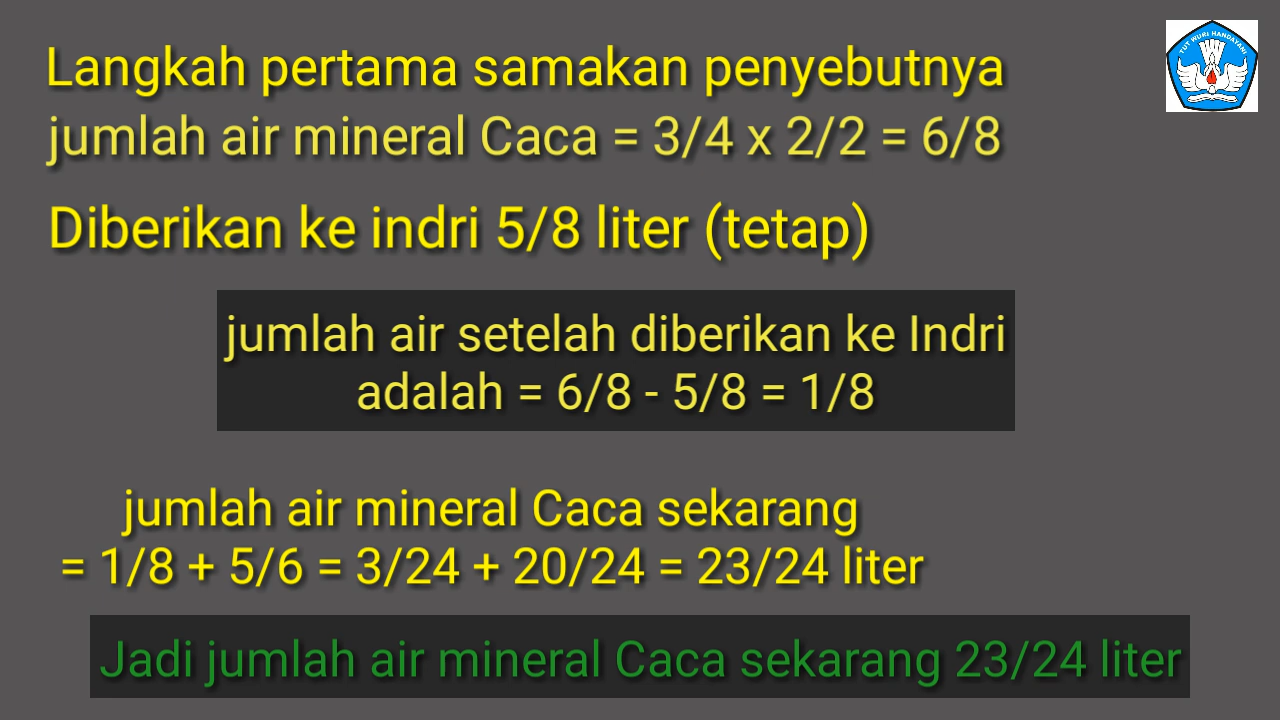 Langkah pertama samakan penyebutnya
TUT WURI HANDAYANI
jumlah air mineral Caca = 3/4 x 2/2 = 6/8
Diberikan ke indri 5/8 liter (tetap)
jumlah air setelah diberikan ke Indri
adalah = 6/8 - 5/8 = 1/8
jumlah air mineral Caca sekarang
= 1/8 + 5/6 = 3/24 + 20/24 = 23/24 liter
Jadi jumlah air mineral Caca sekarang 23/24 liter